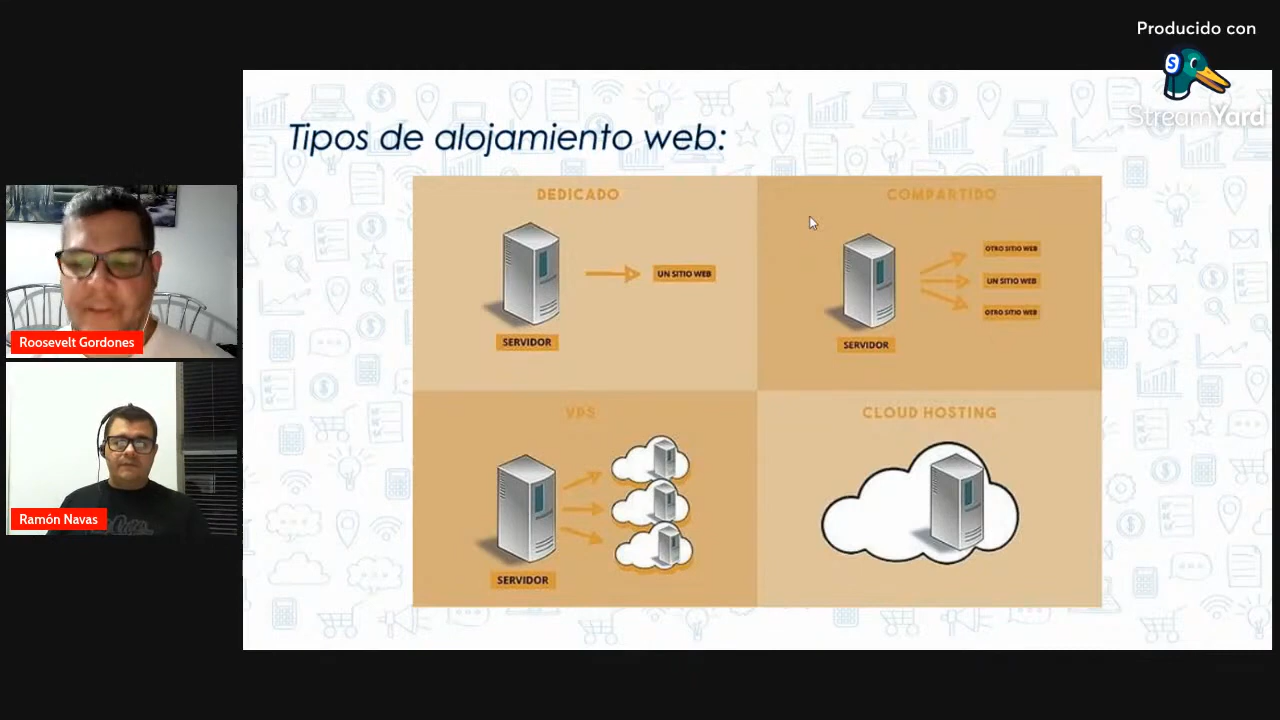 Producido con
StreamYard
Tipos de alojamiento web:
DEDICADO
UN SITIO WEB
SERVIDOR
COMPARTIDO
OTRO SITIO WEB
UN SITIO WEB
OTRO SITIO WEB
SERVIDOR
VPS
SERVIDOR
CLOUD HOSTING
Roosevelt Gordones
Ramón Navas